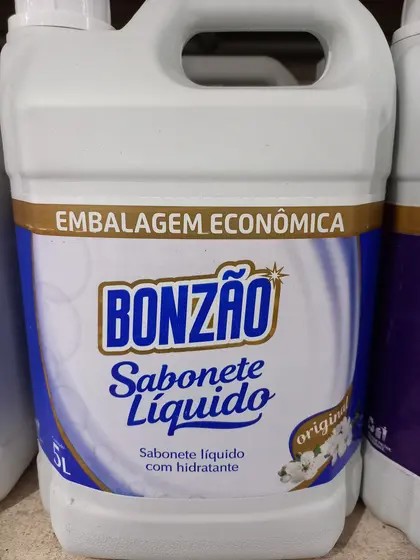 EMBALAGEM ECONÔMICA
BONZÃO
Sabonete
Líquido
Sabonete líquido
com hidratante
original
5L